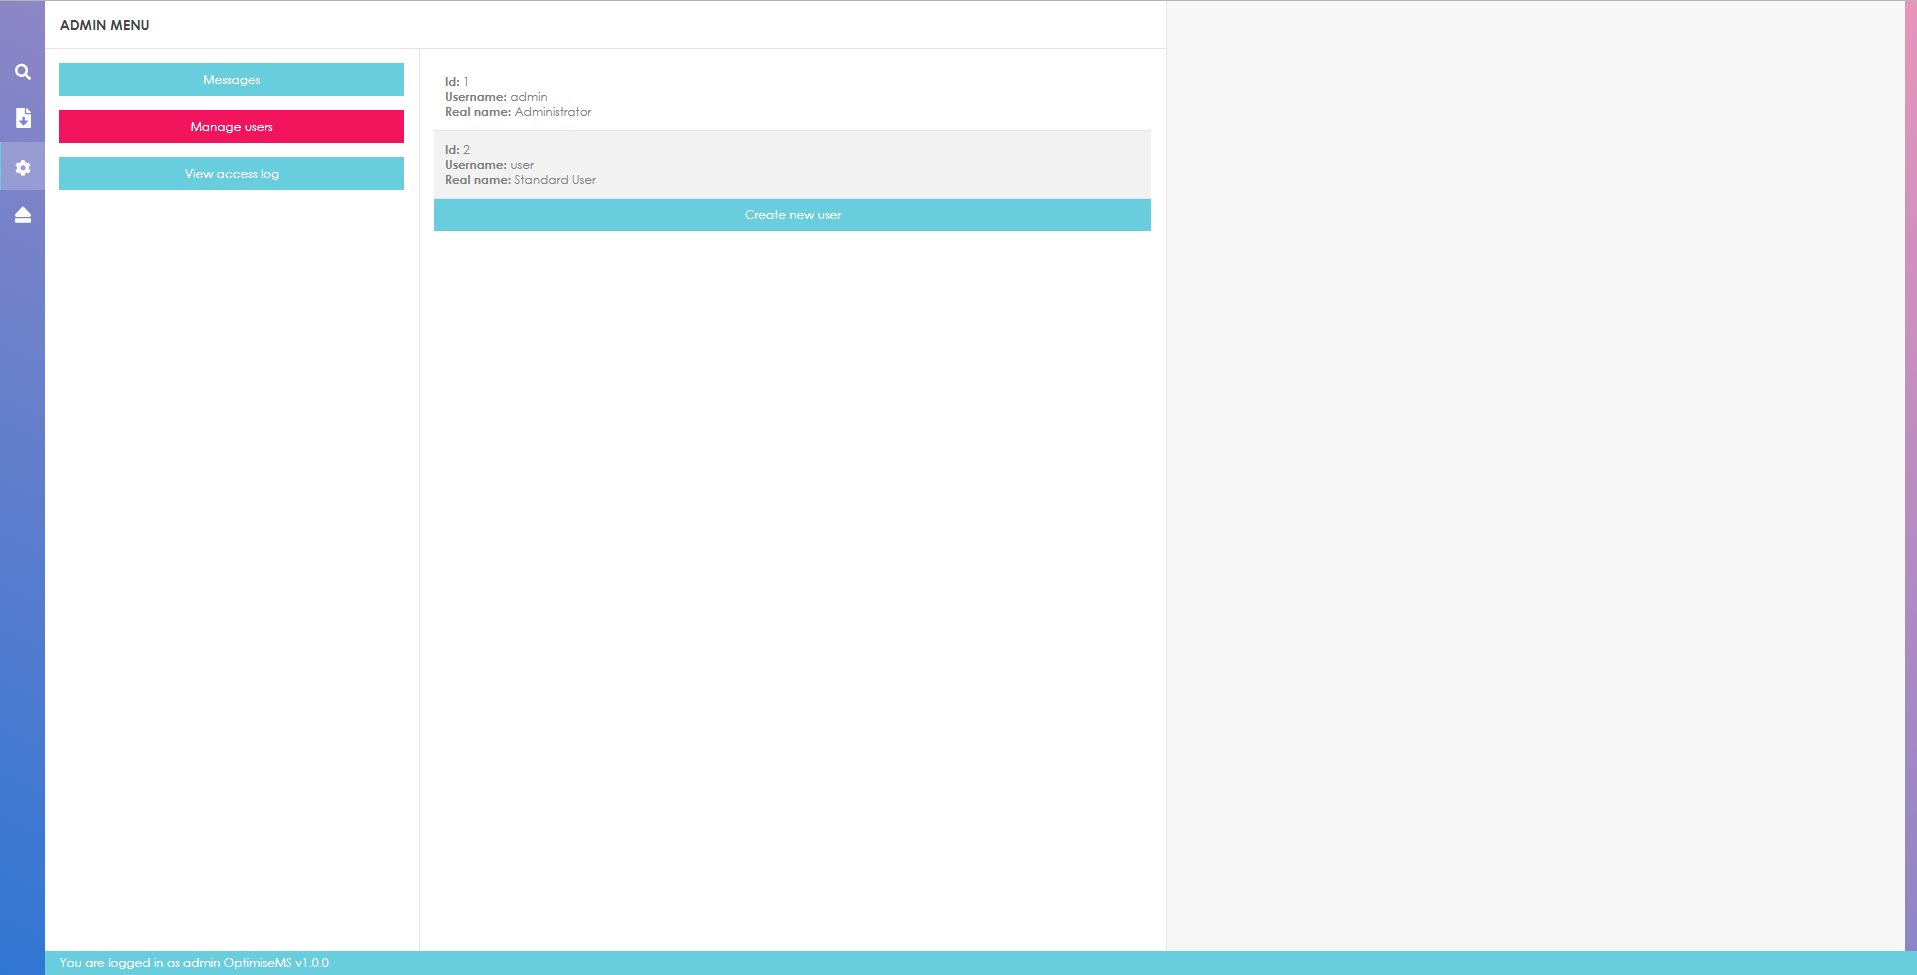 ADMIN MENU
Messages
Manage users
View access log
Id: 1
Username: admin
Real name: Administrator
Id: 2
Username: user
Real name: Standard User
Create new user
You are logged in as admin OptimiseMS v1.0.0